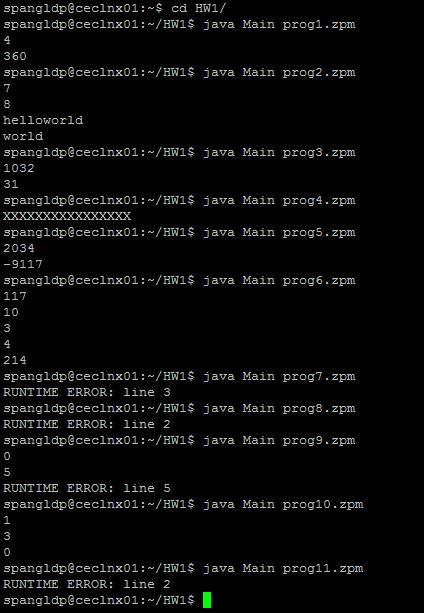 spangldp@ceclnx01:~$ cd HW1/
spangldp@ceclnx01:~/HW1$ java Main prog1.zpm
4
360
spangldp@ceclnx01:~/HW1$ java Main prog2.zpm
7
8
helloworld
world
spangldp@ceclnx01:~/HW1$ java Main prog3.zpm
1032
31
spangldp@ceclnx01:~/HW1$ java Main prog4.zpm
XXXXXXXXXXXXXXXX
spangldp@ceclnx01:~/HW1$ java Main prog5.zpm
2034
-9117
spangldp@ceclnx01:~/HW1$ java Main prog6.zpm
117
10
3
4
214
spangldp@ceclnx01:~/HW1$ java Main prog7.zpm
RUNTIME ERROR: line 3
spangldp@ceclnx01:~/HW1$ java Main prog8.zpm
RUNTIME ERROR: line 2
spangldp@ceclnx01:~/HW1$ java Main prog9.zpm
0
5
RUNTIME ERROR: line 5
spangldp@ceclnx01:~/HW1$ java Main prog10.zpm
1
3
0
spangldp@ceclnx01:~/HW1$ java Main prog11.zpm
RUNTIME ERROR: line 2
spangldp@ceclnx01:~/HW1$